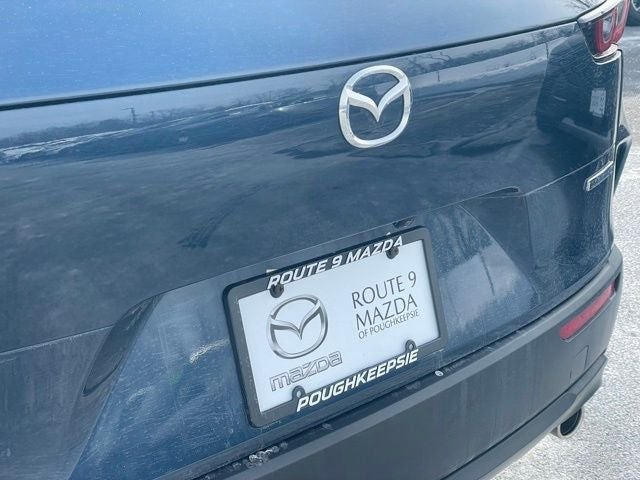 ROUTE 9 MAZDA
ROUTE 9
MAZDA
OF POUGHKEEPSIE
mazda
POUGHKEEPSIE